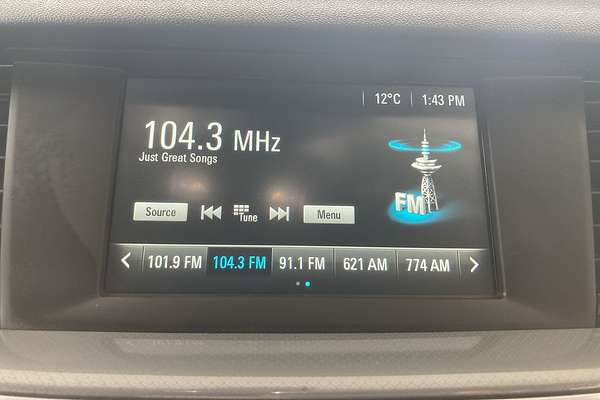 12°C 1:43 PM
104.3 MHz
Just Great Songs
FM
Source Tune Menu
101.9 FM 104.3 FM 91.1 FM 621 AM 774 AM